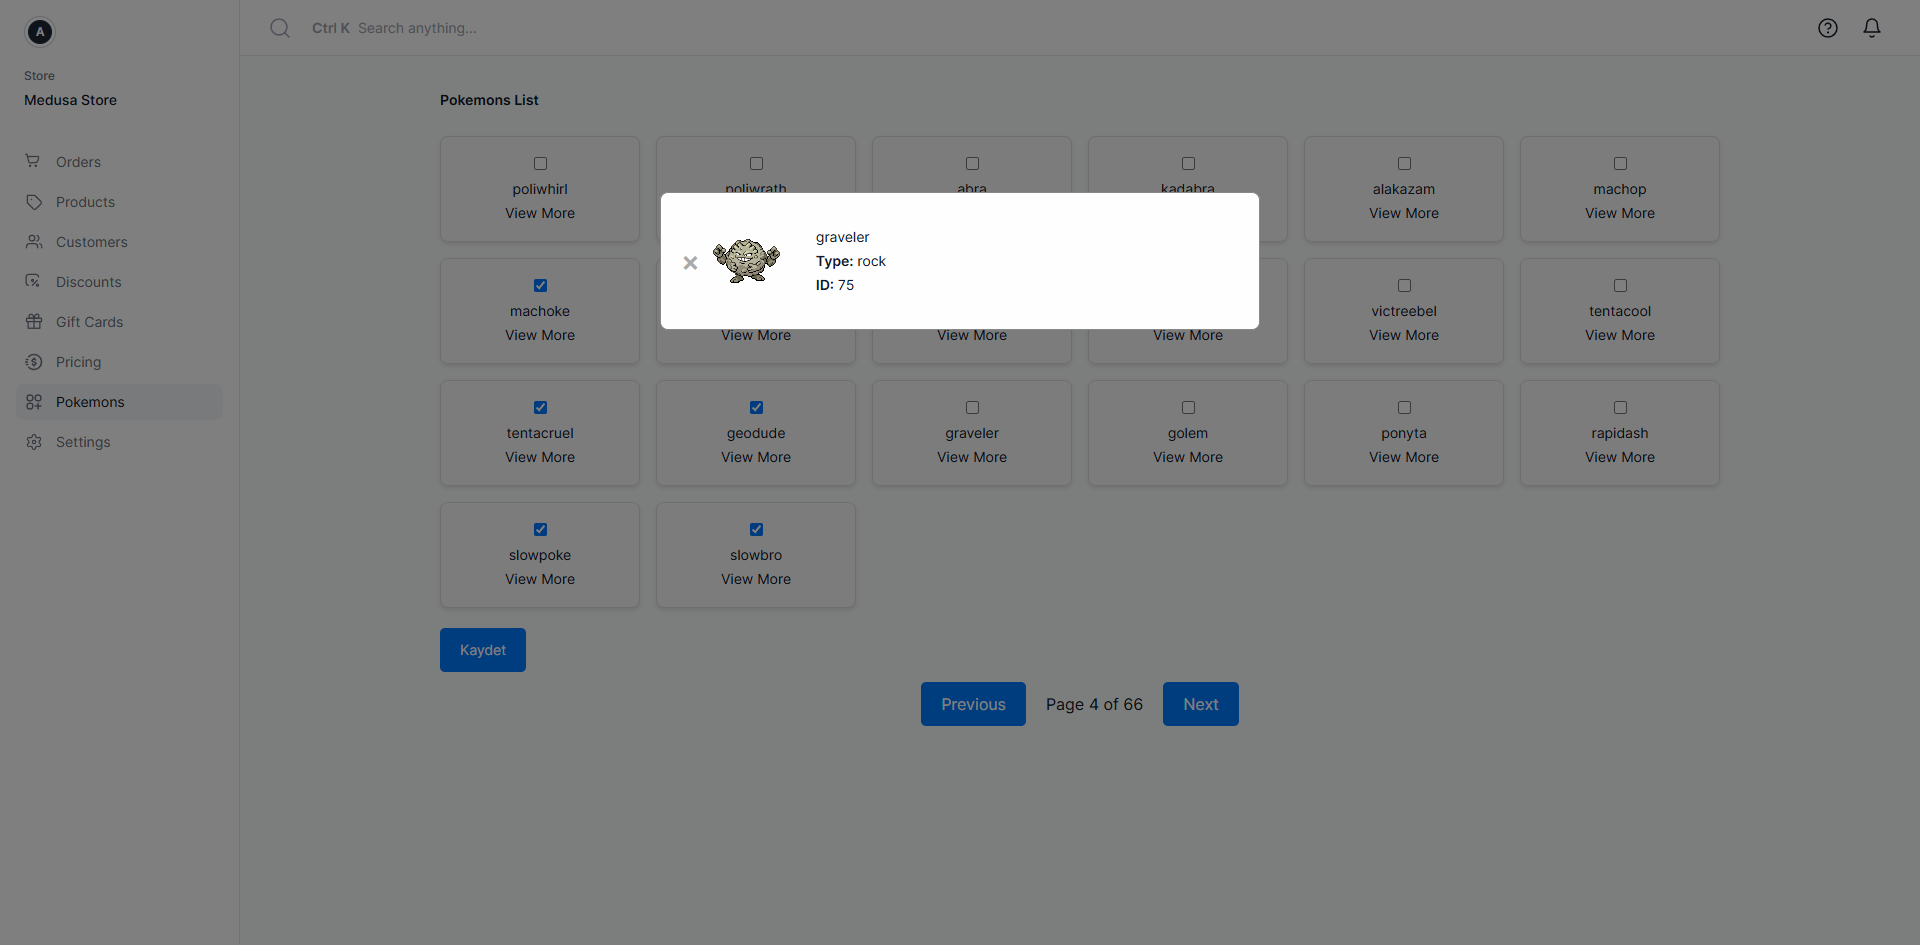 A
Store
Medusa Store
Orders
Products
Customers
Discounts
Gift Cards
Pricing
Pokemons
Settings
Ctrl K Search anything...
Pokemons List
poliwhirl
View More
poliwrath
abra
kadabra
alakazam
View More
machop
View More
graveler
Type: rock
ID: 75
machoke
View More
View More
View More
View More
victreebel
View More
tentacool
View More
tentacruel
View More
geodude
View More
graveler
View More
golem
View More
ponyta
View More
rapidash
View More
slowpoke
View More
slowbro
View More
Kaydet
Previous
Page 4 of 66
Next